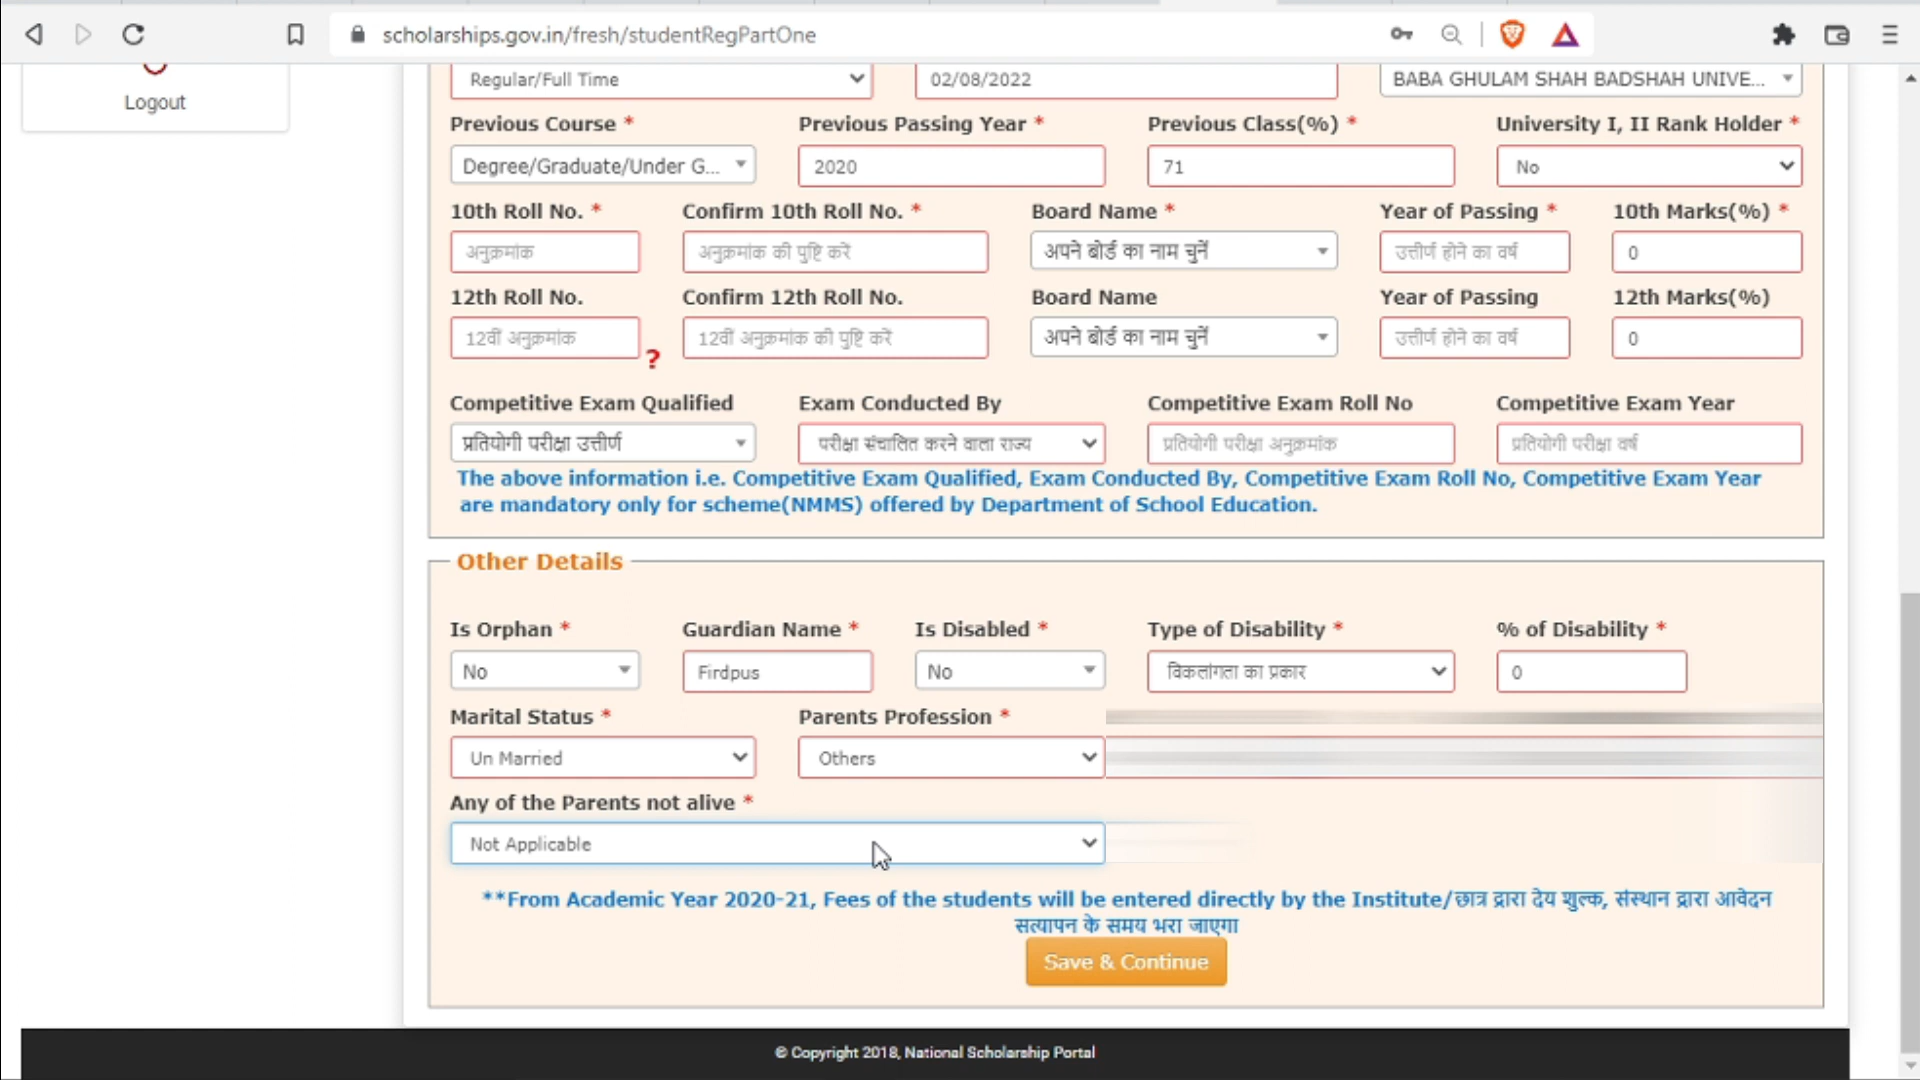 scholarships.gov.in/fresh/studentRegPartOne
Logout
Regular/Full Time 02/08/2022 BABA GHULAM SHAH BADSHAH UNIVE...
Previous Course * Previous Passing Year * Previous Class(%) * University I, II Rank Holder *
Degree/Graduate/Under G... 2020 71 No
10th Roll No. * Confirm 10th Roll No. * Board Name * Year of Passing * 10th Marks(%) *
अनुक्रमांक अनुक्रमांक की पुष्टि करें अपने बोर्ड का नाम चुनें उत्तीर्ण होने का वर्ष 0
12th Roll No. Confirm 12th Roll No. Board Name Year of Passing 12th Marks(%)
12वीं अनुक्रमांक ? 12वीं अनुक्रमांक की पुष्टि करें अपने बोर्ड का नाम चुनें उत्तीर्ण होने का वर्ष 0
Competitive Exam Qualified Exam Conducted By Competitive Exam Roll No Competitive Exam Year
प्रतियोगी परीक्षा उत्तीर्ण परीक्षा संचालित करने वाला राज्य प्रतियोगी परीक्षा अनुक्रमांक प्रतियोगी परीक्षा वर्ष
The above information i.e. Competitive Exam Qualified, Exam Conducted By, Competitive Exam Roll No, Competitive Exam Year
are mandatory only for scheme(NMMS) offered by Department of School Education.
Other Details
Is Orphan * Guardian Name * Is Disabled * Type of Disability * % of Disability *
No Firdpus No विकलांगता का प्रकार 0
Marital Status * Parents Profession *
Un Married Others
Any of the Parents not alive *
Not Applicable
**From Academic Year 2020-21, Fees of the students will be entered directly by the Institute/छात्र द्वारा देय शुल्क, संस्थान द्वारा आवेदन
सत्यापन के समय भरा जाएगा
Save & Continue
© Copyright 2018, National Scholarship Portal